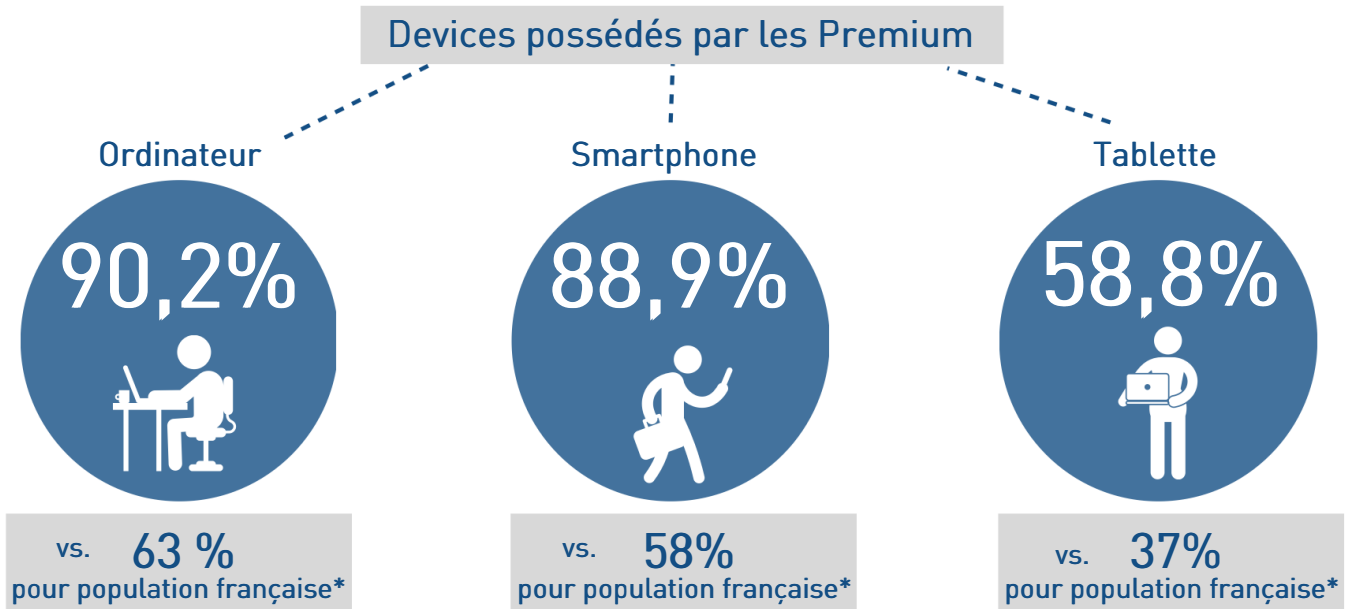 Devices possédés par les Premium
Ordinateur
Smartphone
Tablette
90,2%
88,9%
58,8%
vs. 63 %
pour population française*
vs. 58%
pour population française*
vs. 37%
pour population française*